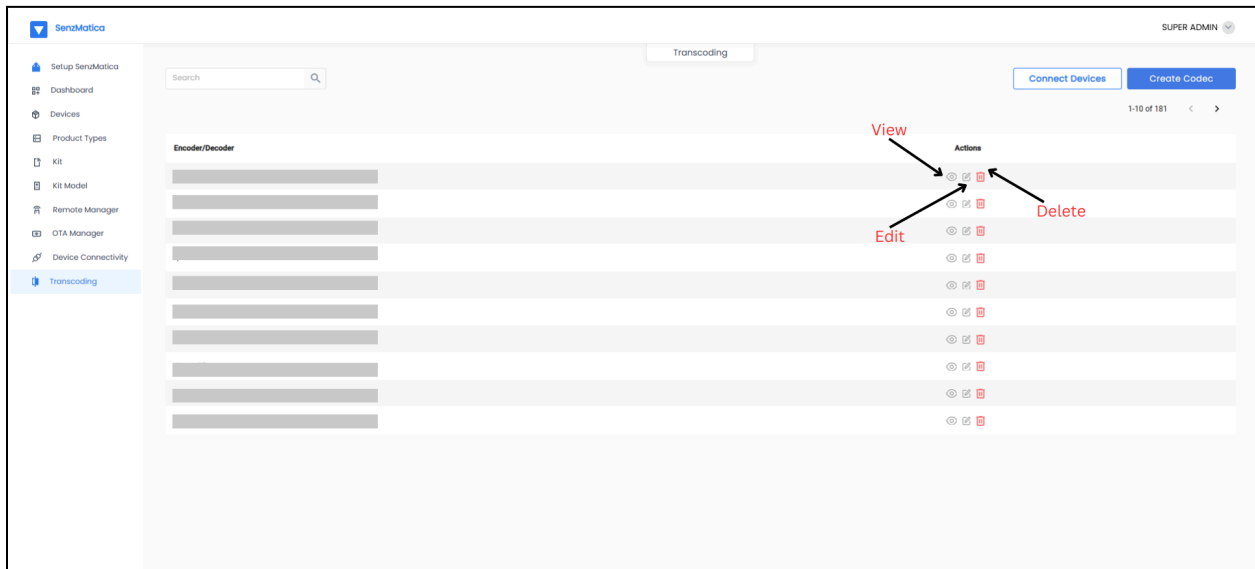 SenzMatica
SUPER ADMIN
Transcoding
Setup SenzMatica
Dashboard
Devices
Product Types
Kit
Kit Model
Remote Manager
OTA Manager
Device Connectivity
Transcoding
Search
Connect Devices
Create Codec
1-10 of 181
View
Encoder/Decoder
Actions
Delete
Edit